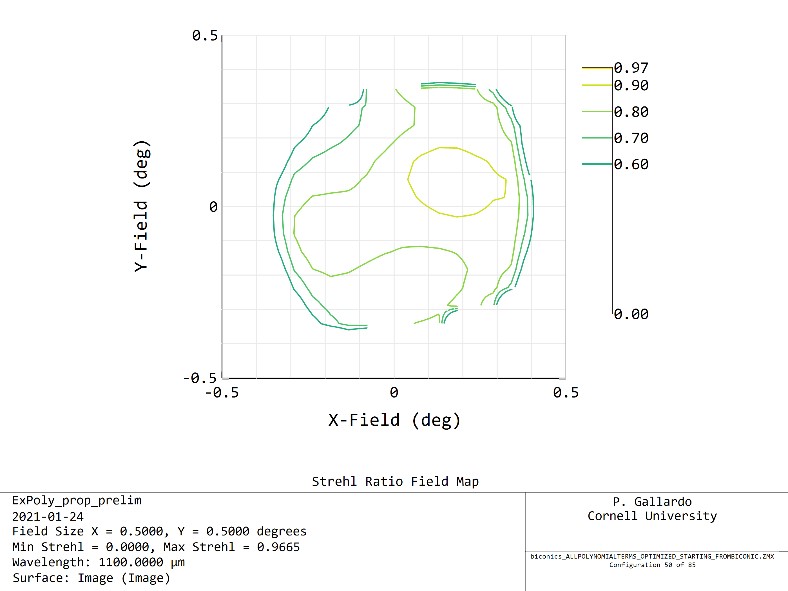 0.5
0
-0.5
-0.5
0
0.5
Y-Field (deg)
X-Field (deg)
0.97
0.90
0.80
0.70
0.60
0.00
Strehl Ratio Field Map
ExPoly_prop_prelim
2021-01-24
Field Size X = 0.5000, Y = 0.5000 degrees
Min Strehl = 0.0000, Max Strehl = 0.9665
Wavelength: 1100.0000 µm
Surface: Image (Image)
P. Gallardo
Cornell University
biconics_ALLPOLYNOMIALTERMS_OPTIMIZED_STARTING_FROMBICONIC.ZMX
Configuration 50 of 85